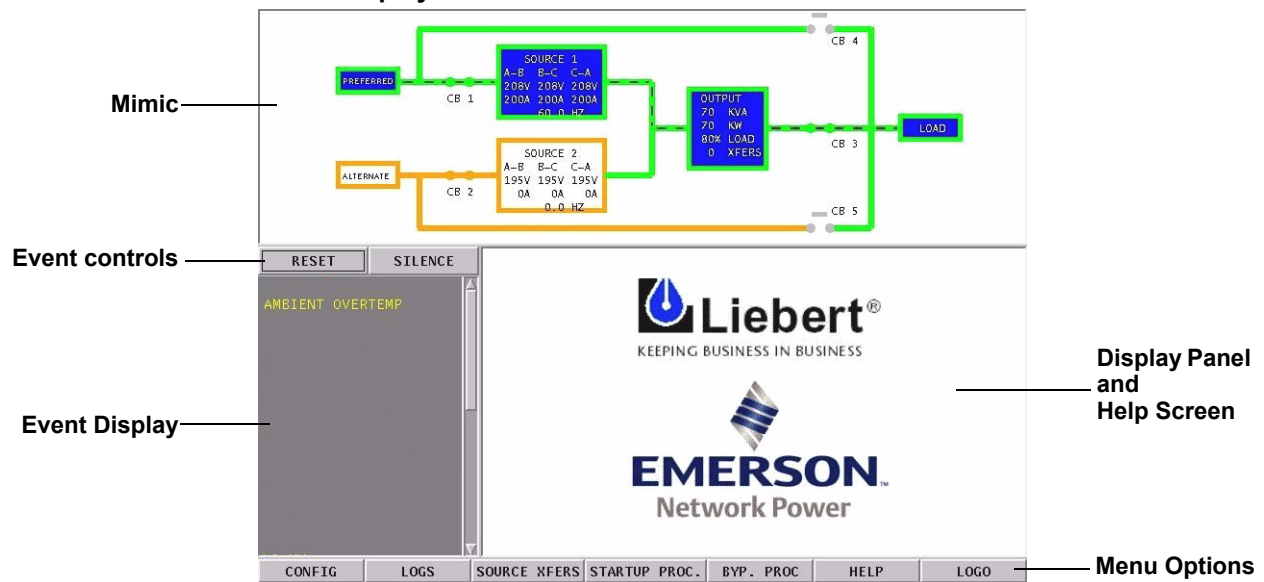 Mimic
PREFERRED
CB 1
SOURCE 1
A-B B-C C-A
208V 208V 208V
200A 200A 200A
60.0 HZ
CB 4
OUTPUT
70 KVA
70 KW
80% LOAD
0 XFERS
CB 3
LOAD
ALTERNATE
CB 2
SOURCE 2
A-B B-C C-A
195V 195V 195V
0A 0A 0A
0.0 HZ
CB 5
Event controls
RESET SILENCE
AMBIENT OVERTEMP
Event Display
Liebert®
KEEPING BUSINESS IN BUSINESS
EMERSON™
Network Power
Display Panel
and
Help Screen
CONFIG LOGS SOURCE XFERS STARTUP PROC. BYP. PROC HELP LOGO
Menu Options